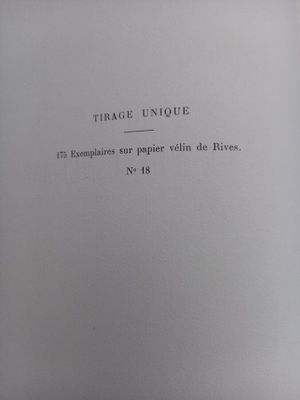 TIRAGE UNIQUE
175 Exemplaires sur papier vélin de Rives.
Nº 18